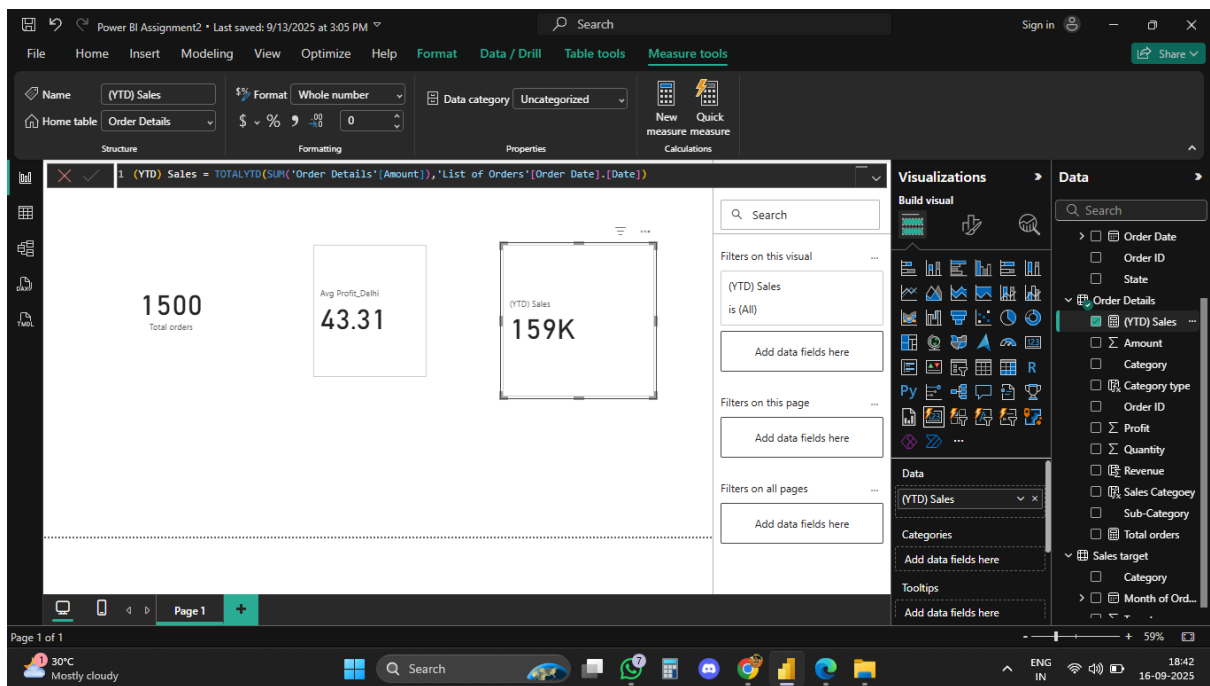 Power BI Assignment2 • Last saved: 9/13/2025 at 3:05 PM
Search
Sign in
File Home Insert Modeling View Optimize Help Format Data / Drill Table tools Measure tools
Share
Name (YTD) Sales
Home table Order Details
Structure
$% Format Whole number
$ % 9 .00 0
Formatting
Data category Uncategorized
Properties
New measure
Quick measure
Calculations
1 (YTD) Sales = TOTALYTD(SUM('Order Details'[Amount]),'List of Orders'[Order Date].[Date])
DAX
TMDL
1500
Total orders
Avg Profit_Delhi
43.31
(YTD) Sales
159K
Search
Filters on this visual ...
(YTD) Sales
is (All)
Add data fields here
Filters on this page ...
Add data fields here
Filters on all pages ...
Add data fields here
Visualizations
Build visual
123
R
Py
123
...
Data
(YTD) Sales
Categories
Add data fields here
Tooltips
Add data fields here
Data
Search
Order Date
Order ID
State
Order Details
(YTD) Sales ...
Amount
Category
Category type
Order ID
Profit
Quantity
Revenue
Sales Categoey
Sub-Category
Total orders
Sales target
Category
Month of Ord...
Page 1
+
Page 1 of 1
- + 59%
1
30°C
Mostly cloudy
Search
7
ENG
IN
18:42
16-09-2025